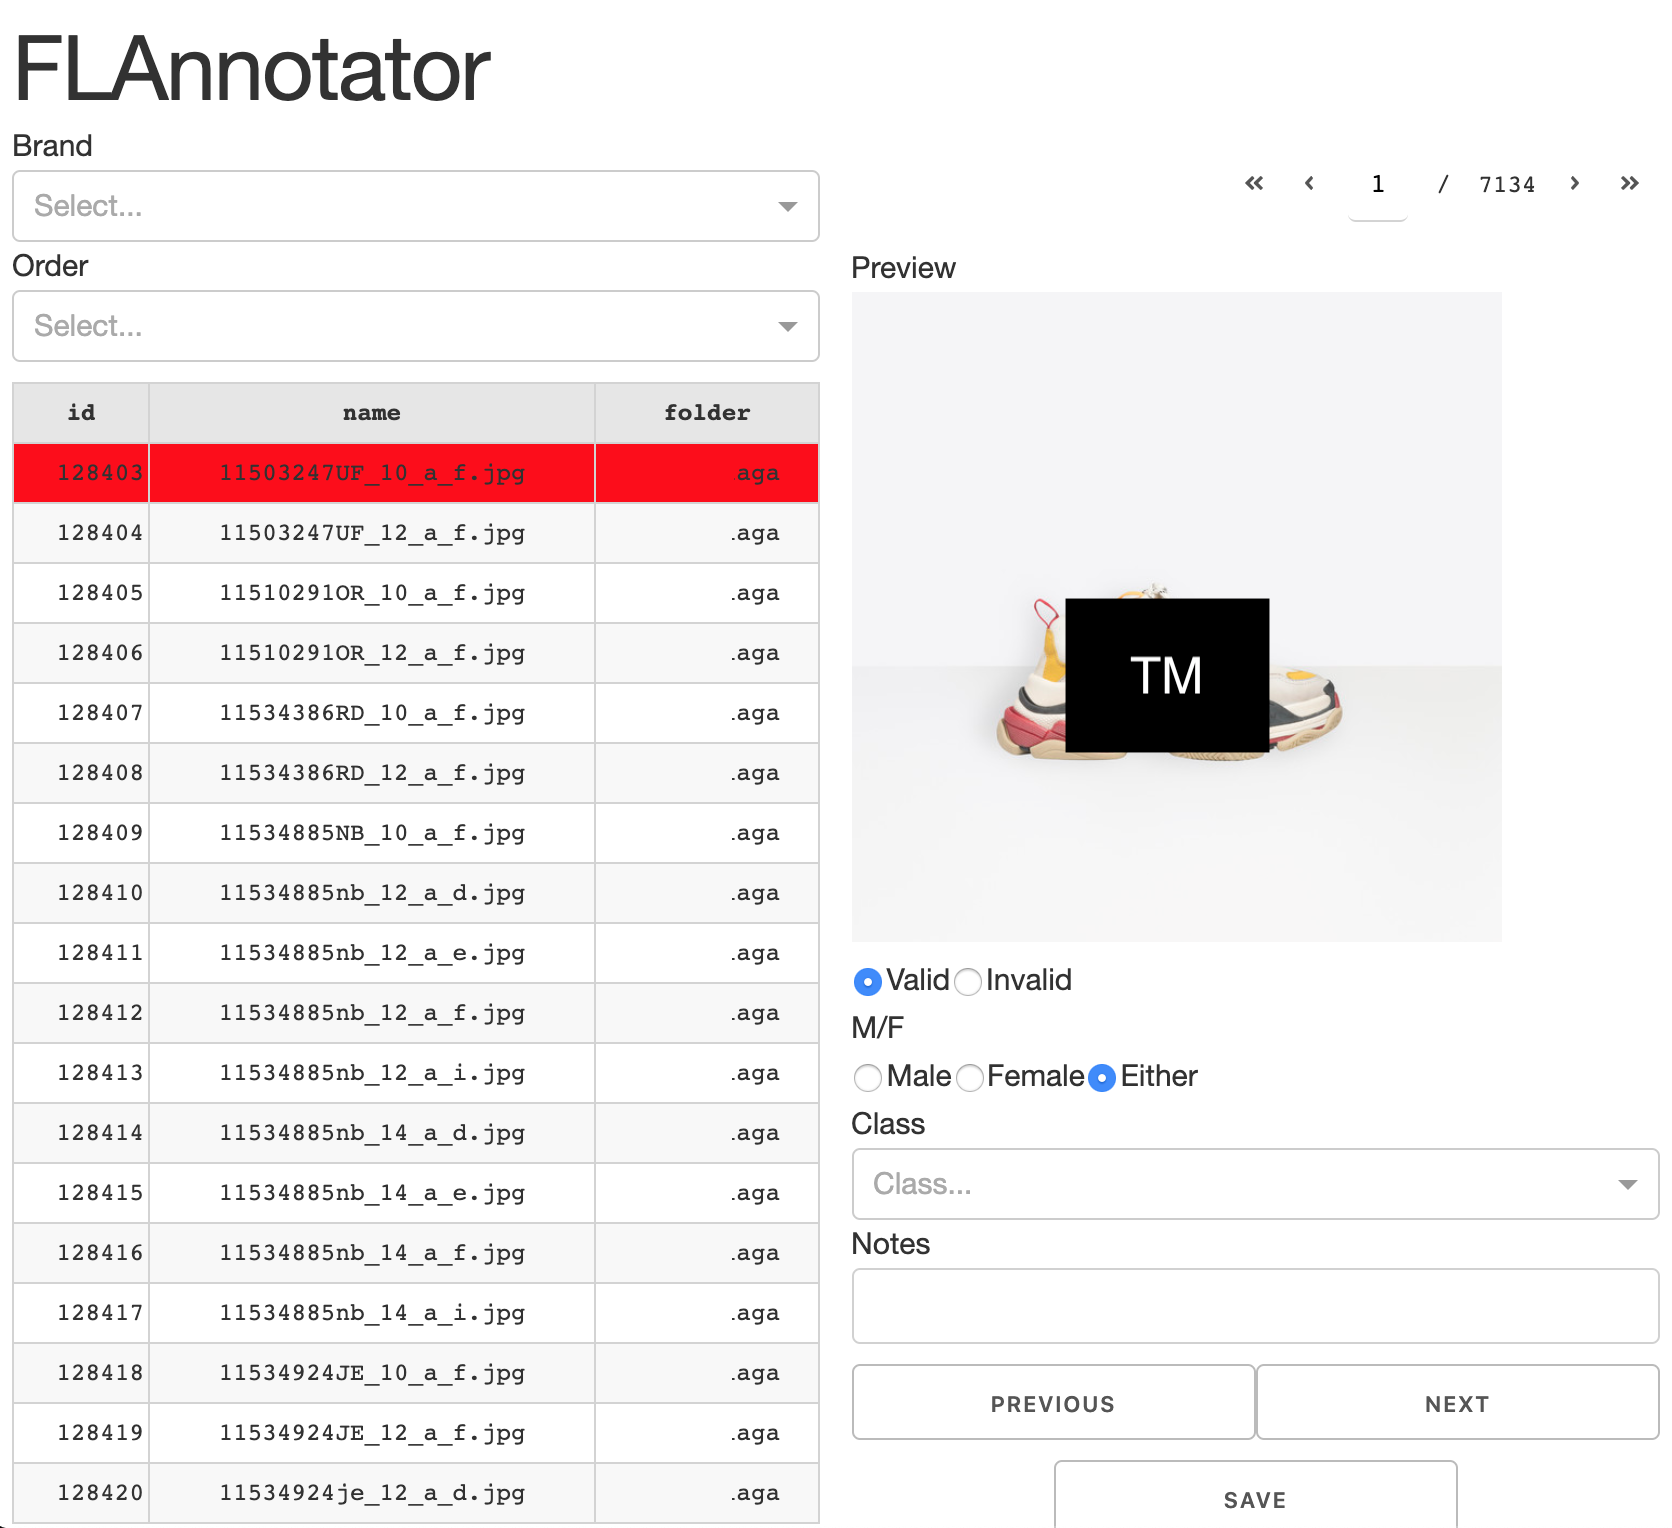 FLAnnotator
Brand
Select...
Order
Select...
id name folder
128403 11503247UF_10_a_f.jpg aga
128404 11503247UF_12_a_f.jpg .aga
128405 11510291OR_10_a_f.jpg .aga
128406 11510291OR_12_a_f.jpg .aga
128407 11534386RD_10_a_f.jpg .aga
128408 11534386RD_12_a_f.jpg .aga
128409 11534885NB_10_a_f.jpg .aga
128410 11534885nb_12_a_d.jpg .aga
128411 11534885nb_12_a_e.jpg .aga
128412 11534885nb_12_a_f.jpg .aga
128413 11534885nb_12_a_i.jpg .aga
128414 11534885nb_14_a_d.jpg .aga
128415 11534885nb_14_a_e.jpg .aga
128416 11534885nb_14_a_f.jpg .aga
128417 11534885nb_14_a_i.jpg .aga
128418 11534924JE_10_a_f.jpg .aga
128419 11534924JE_12_a_f.jpg .aga
128420 11534924je_12_a_d.jpg .aga
« ‹ 1 / 7134 › »
Preview
TM
Valid Invalid
M/F
Male Female Either
Class
Class...
Notes
PREVIOUS NEXT
SAVE